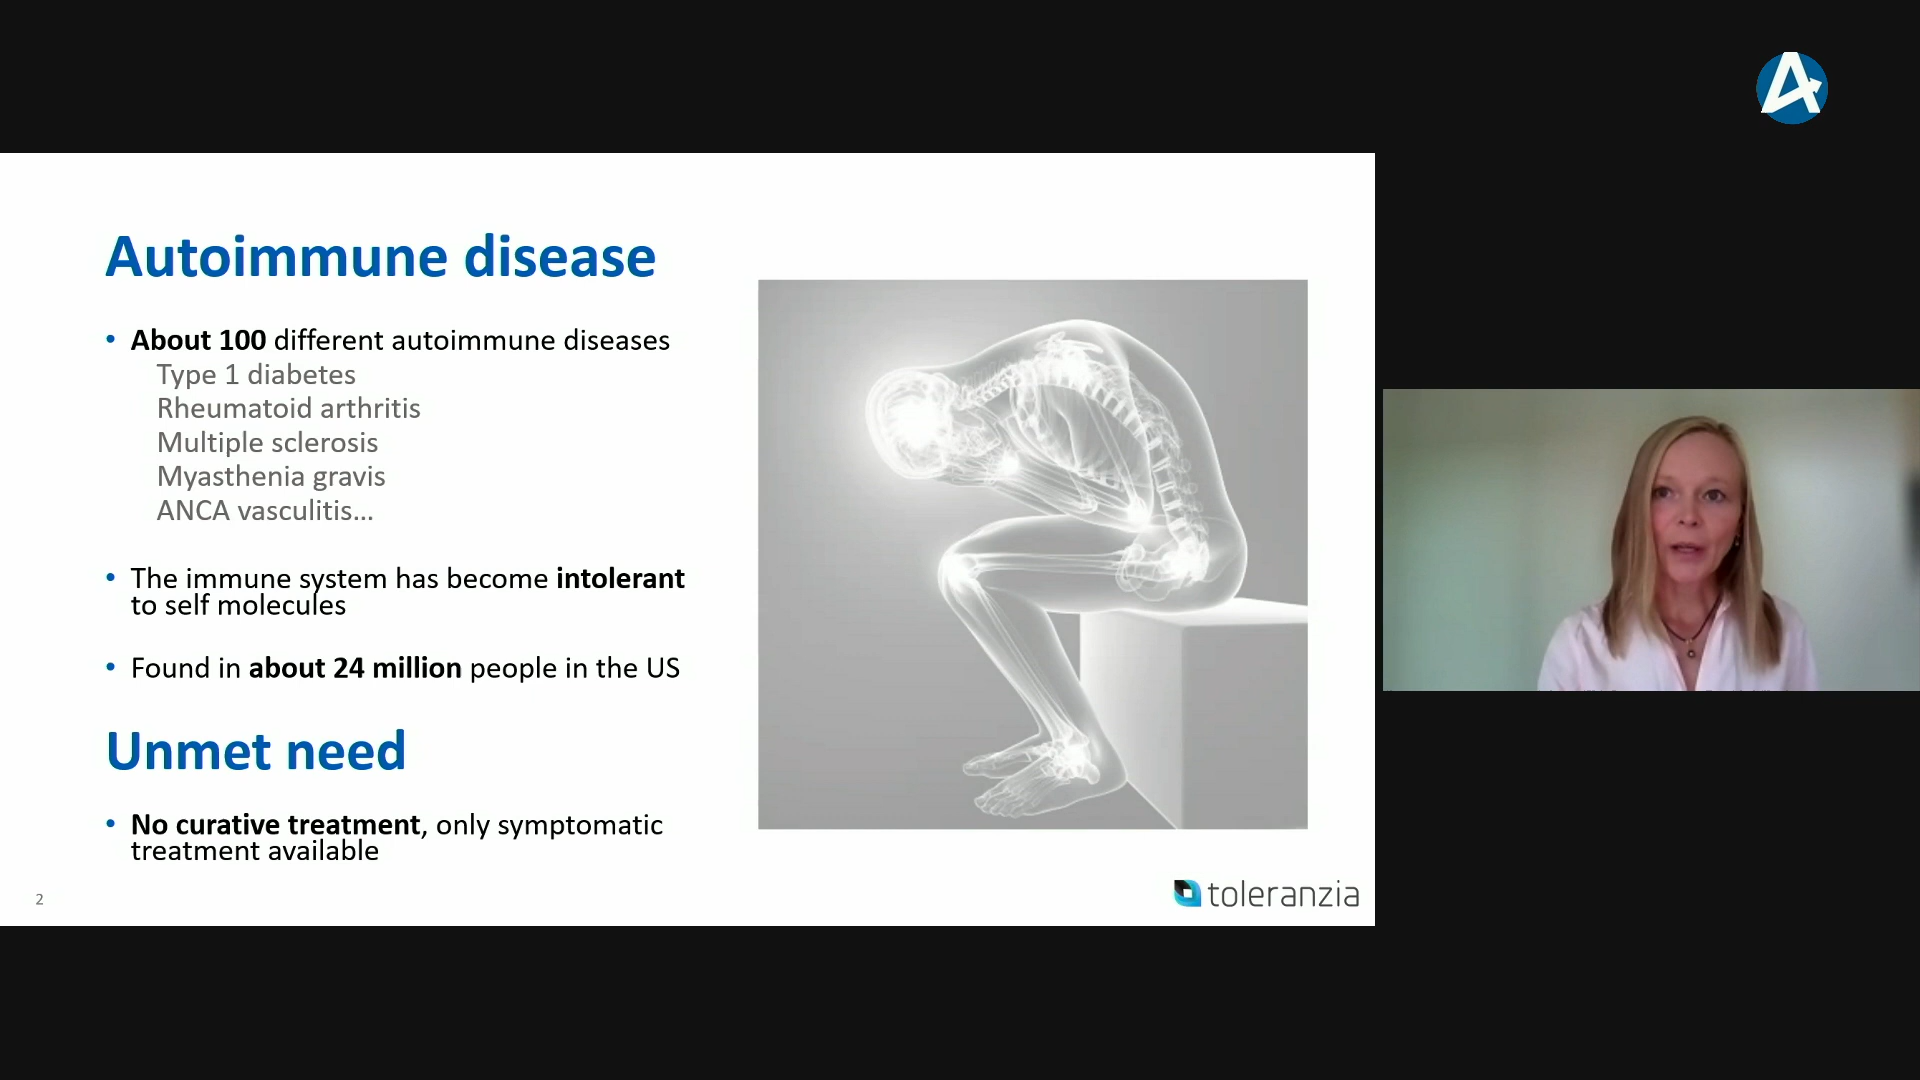 Autoimmune disease
• About 100 different autoimmune diseases
Type 1 diabetes
Rheumatoid arthritis
Multiple sclerosis
Myasthenia gravis
ANCA vasculitis...
• The immune system has become intolerant
to self molecules
• Found in about 24 million people in the US
Unmet need
• No curative treatment, only symptomatic
treatment available
2
toleranzia